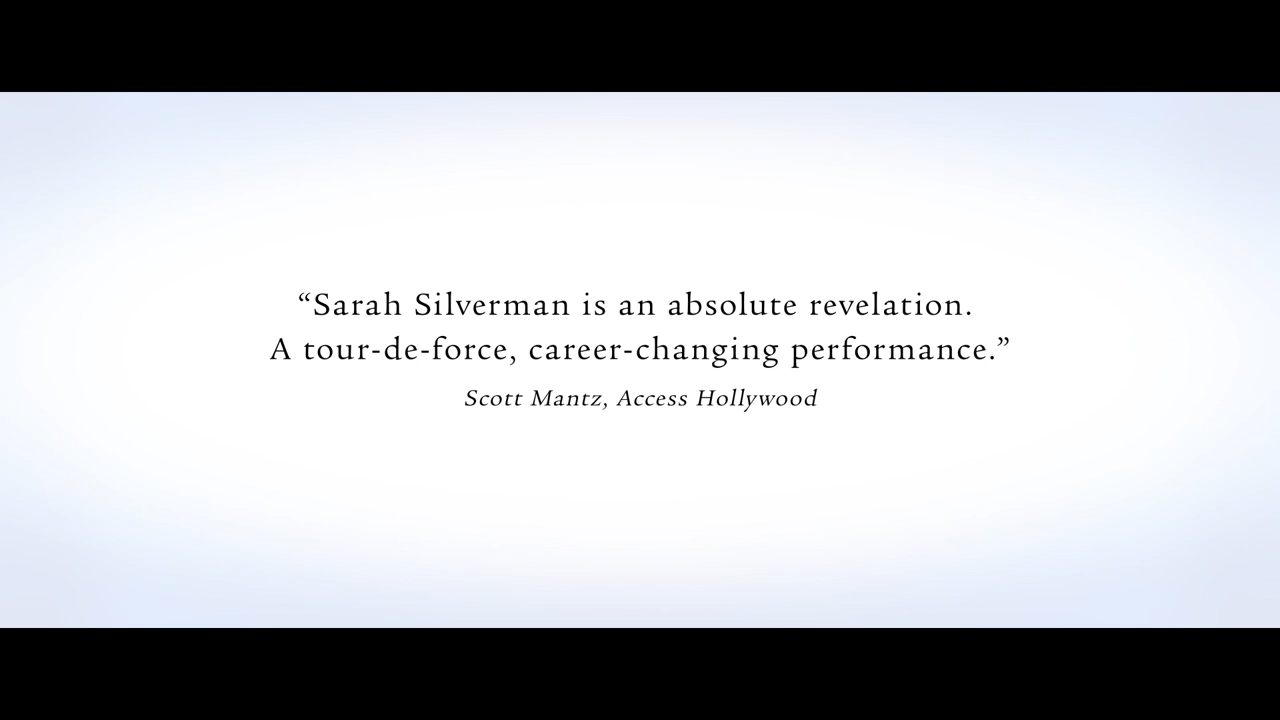 “Sarah Silverman is an absolute revelation.
A tour-de-force, career-changing performance.”
Scott Mantz, Access Hollywood